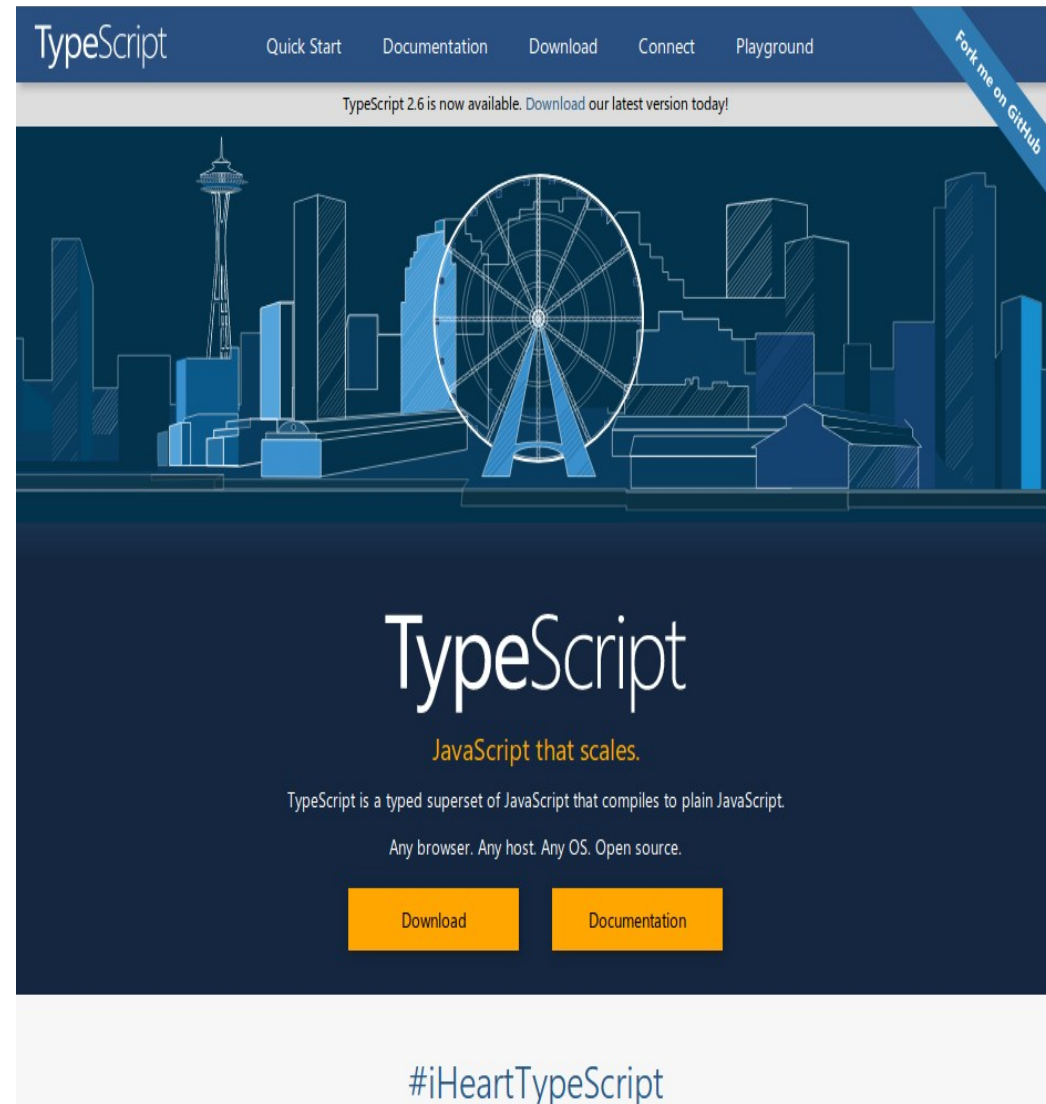 TypeScript
Quick Start Documentation Download Connect Playground
Fork me on GitHub
TypeScript 2.6 is now available. Download our latest version today!
TypeScript
JavaScript that scales.
TypeScript is a typed superset of JavaScript that compiles to plain JavaScript.
Any browser. Any host. Any OS. Open source.
Download Documentation
#iHeartTypeScript